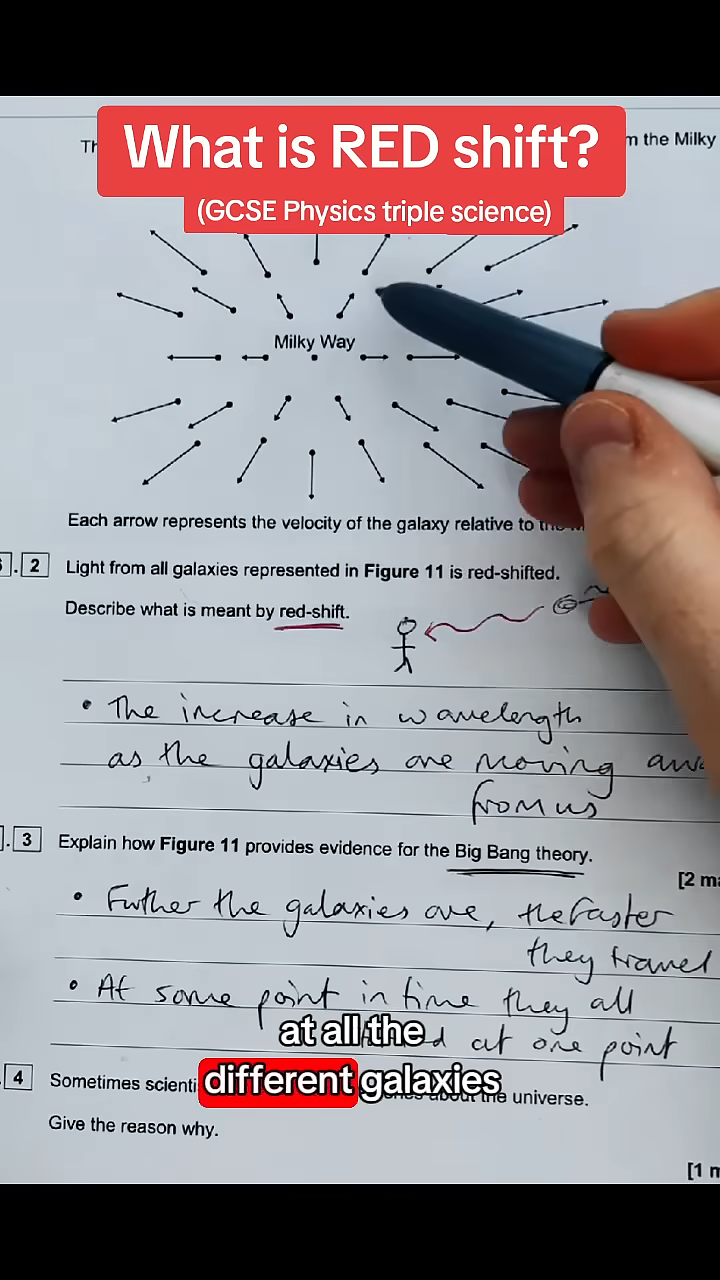 What is RED shift?
(GCSE Physics triple science)
m the Milky
Milky Way
Each arrow represents the velocity of the galaxy relative to
.2 Light from all galaxies represented in Figure 11 is red-shifted.
Describe what is meant by red-shift.
• The increase in wavelength
as the galaxies are moving
from us
.3 Explain how Figure 11 provides evidence for the Big Bang theory.
[2
• Further the galaxies are, the faster
they travel
• At some point in time they all
at one point
at all the
different galaxies
4 Sometimes about the universe.
Give the reason why.
[1